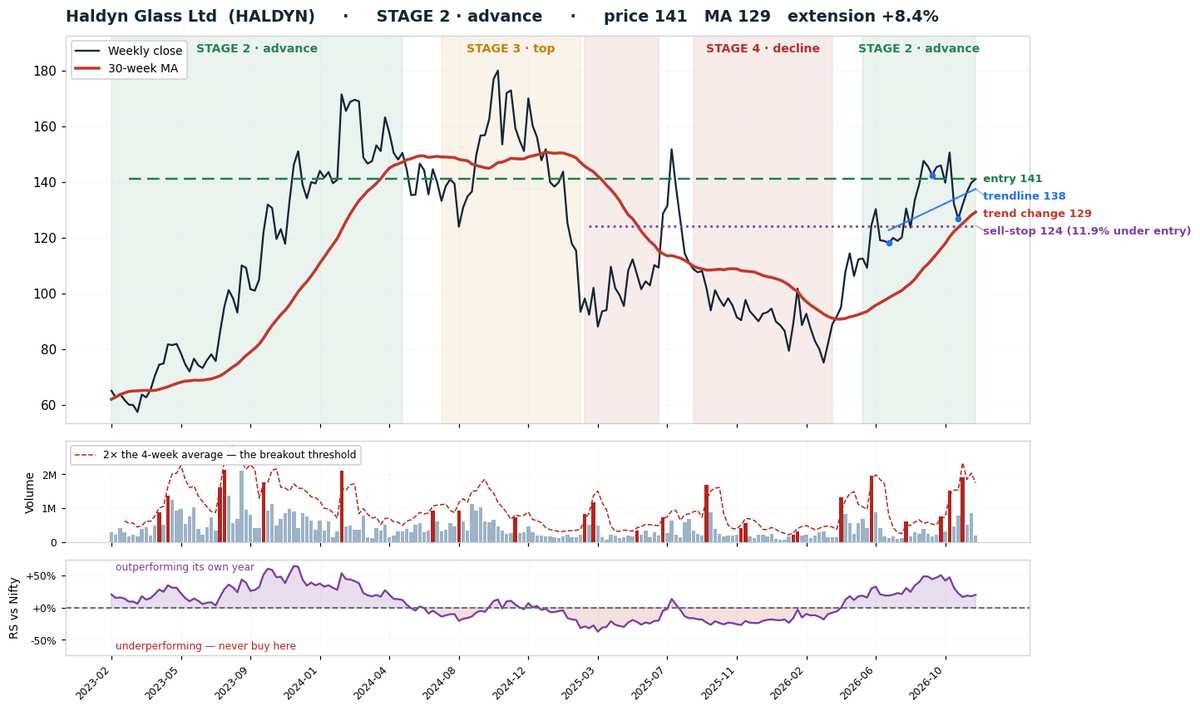 Haldyn Glass Ltd (HALDYN) · STAGE 2 · advance · price 141 MA 129 extension +8.4%
Weekly close
30-week MA
STAGE 2 · advance
STAGE 3 · top
STAGE 4 · decline
STAGE 2 · advance
180
160
140
120
100
80
60
entry 141
trendline 138
trend change 129
sell-stop 124 (11.9% under entry)
2× the 4-week average — the breakout threshold
Volume
2M
1M
0
outperforming its own year
RS vs Nifty
+50%
+0%
-50%
underperforming — never buy here
2023-02
2023-05
2023-09
2024-01
2024-04
2024-08
2024-12
2025-03
2025-07
2025-11
2026-02
2026-06
2026-10